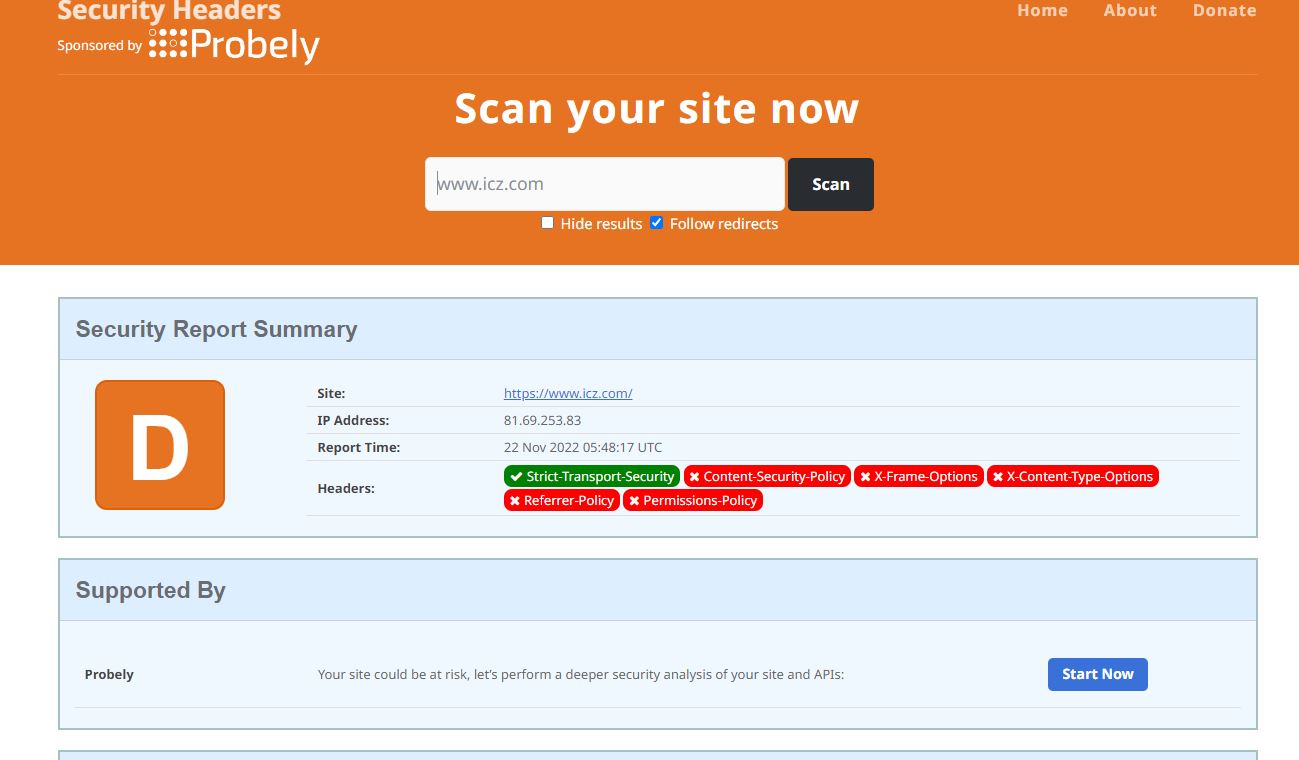 Security Headers
Home About Donate
Sponsored by Probely
Scan your site now
www.icz.com Scan
Hide results Follow redirects
Security Report Summary
D
Site: https://www.icz.com/
IP Address: 81.69.253.83
Report Time: 22 Nov 2022 05:48:17 UTC
Headers: Strict-Transport-Security Content-Security-Policy X-Frame-Options X-Content-Type-Options
Referrer-Policy Permissions-Policy
Supported By
Probely Your site could be at risk, let's perform a deeper security analysis of your site and APIs: Start Now